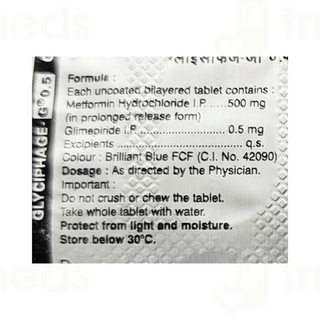 GLYCIPHAGE® G 0.5
Formula :
Each uncoated bilayered tablet contains :
Metformin Hydrochloride I.P. .....500 mg
(in prolonged release form)
Glimepiride I.P. .................... 0.5 mg
Excipients ............................... q.s.
Colour : Brilliant Blue FCF (C.I. No. 42090)
Dosage : As directed by the Physician.
Important :
Do not crush or chew the tablet.
Take whole tablet with water.
Protect from light and moisture.
Store below 30°C.